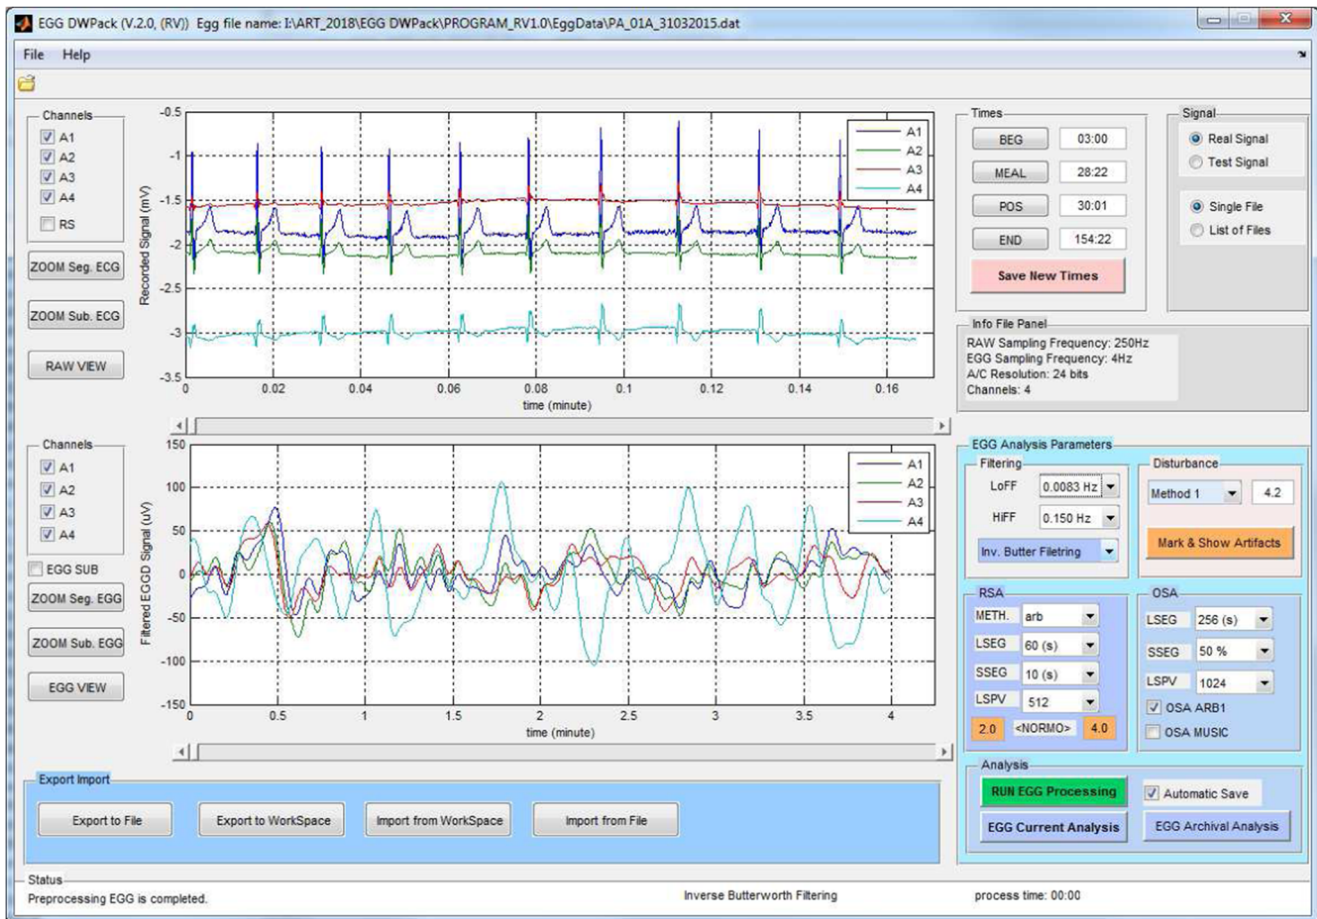 EGG DWPack (V.2.0, (RV)) Egg file name: I:\ART_2018\EGG DWPack\PROGRAM_RV1.0\EggData\PA_01A_31032015.dat
File Help
Channels
A1
A2
A3
A4
RS
ZOOM Seg. ECG
ZOOM Sub. ECG
RAW VIEW
Recorded Signal (mV)
-0.5
-1
-1.5
-2
-2.5
-3
-3.5
0 0.02 0.04 0.06 0.08 0.1 0.12 0.14 0.16
time (minute)
A1
A2
A3
A4
Times
BEG 03:00
MEAL 28:22
POS 30:01
END 154:22
Save New Times
Signal
Real Signal
Test Signal
Single File
List of Files
Info File Panel
RAW Sampling Frequency: 250Hz
EGG Sampling Frequency: 4Hz
A/C Resolution: 24 bits
Channels: 4
Channels
A1
A2
A3
A4
EGG SUB
ZOOM Seg. EGG
ZOOM Sub. EGG
EGG VIEW
Filtered EGGD Signal (uV)
150
100
50
0
-50
-100
-150
0 0.5 1 1.5 2 2.5 3 3.5 4
time (minute)
A1
A2
A3
A4
EGG Analysis Parameters
Filtering
LoFF 0.0083 Hz
HiFF 0.150 Hz
Inv. Butter Filetring
Disturbance
Method 1 4.2
Mark & Show Artifacts
RSA
METH. arb
LSEG 60 (s)
SSEG 10 (s)
LSPV 512
2.0 <NORMO> 4.0
OSA
LSEG 256 (s)
SSEG 50 %
LSPV 1024
OSA ARB1
OSA MUSIC
Analysis
RUN EGG Processing
Automatic Save
EGG Current Analysis
EGG Archival Analysis
Export Import
Export to File
Export to WorkSpace
Import from WorkSpace
Import from File
Status
Preprocessing EGG is completed.
Inverse Butterworth Filtering
process time: 00:00